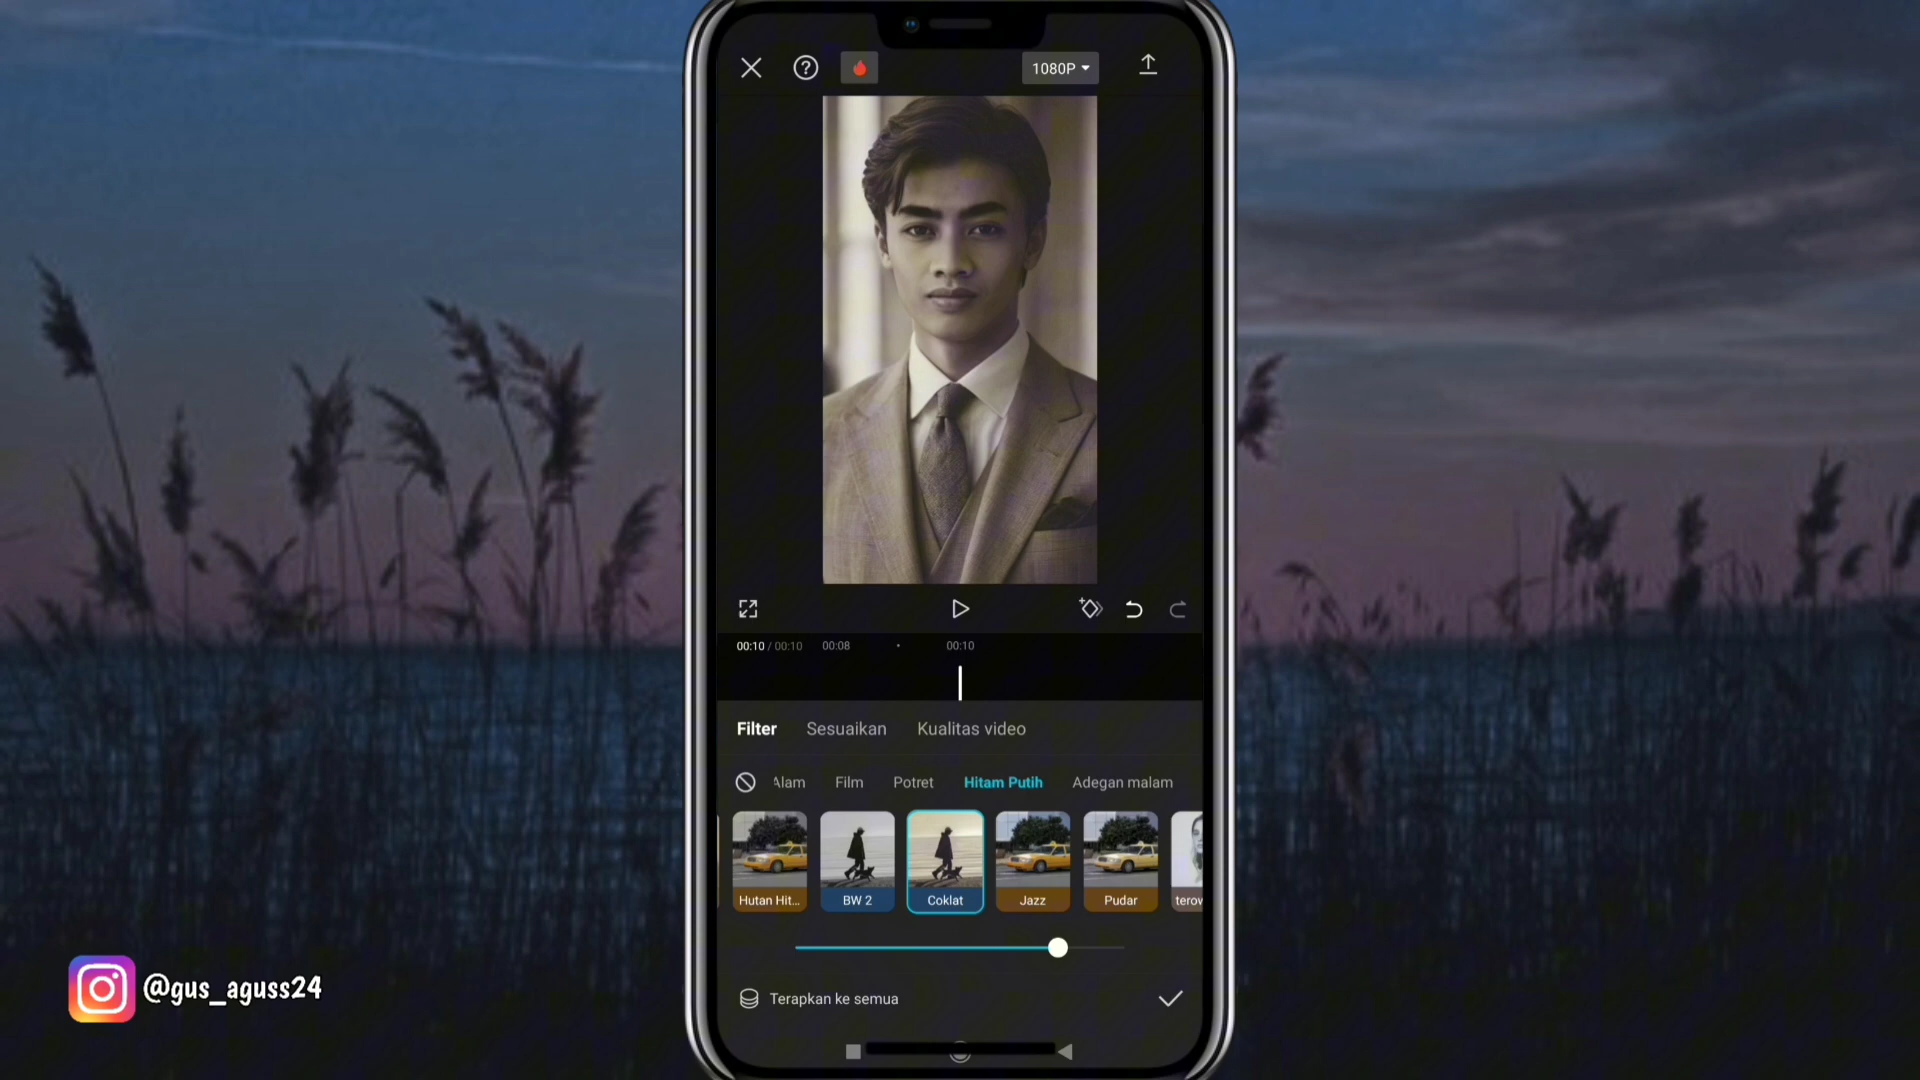 1080P
00:10 / 00:10 00:08 00:10
Filter Sesuaikan Kualitas video
Alam Film Potret Hitam Putih Adegan malam
Hutan Hit... BW 2 Coklat Jazz Pudar terov
Terapkan ke semua
@gus_aguss24